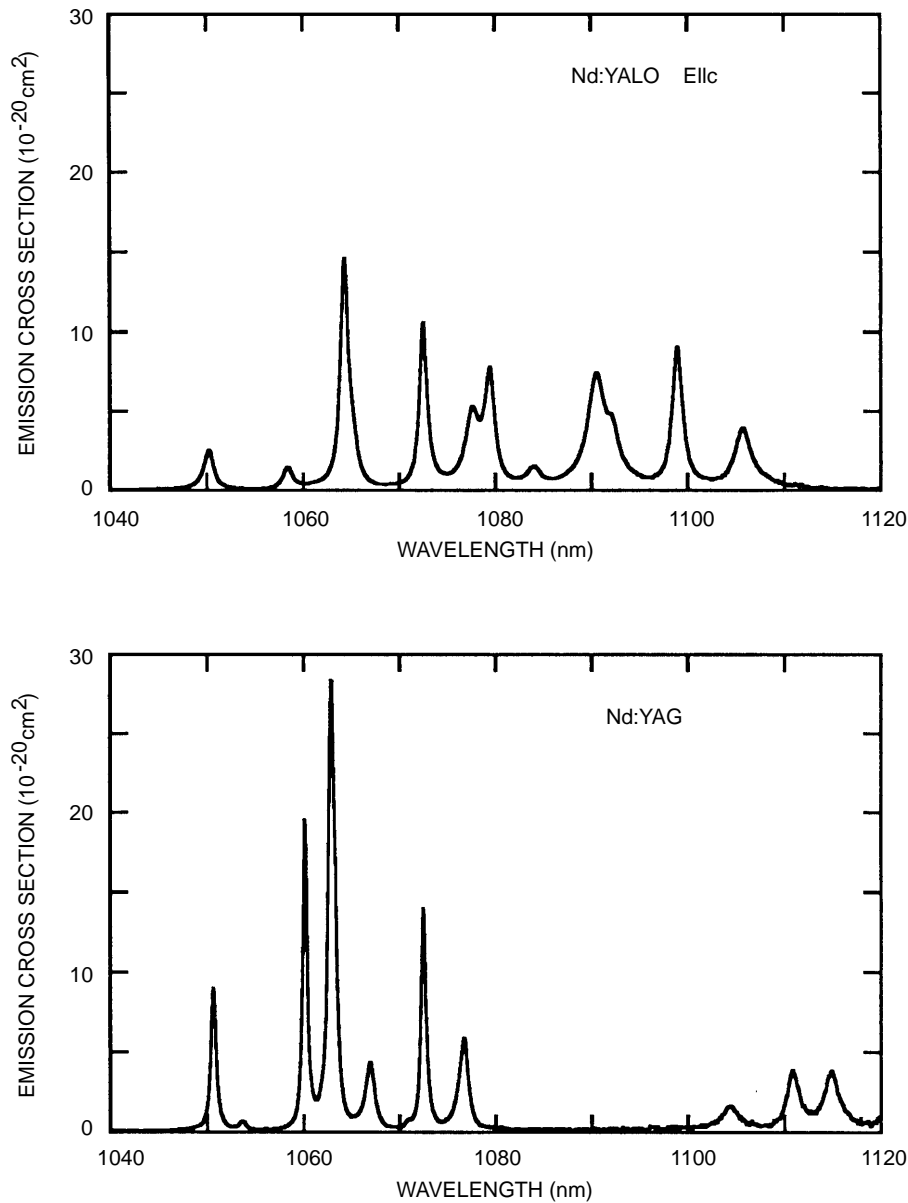 30
Nd:YALO Ellc
EMISSION CROSS SECTION (10-20cm2)
20
10
0
1040 1060 1080 1100 1120
WAVELENGTH (nm)
30
Nd:YAG
EMISSION CROSS SECTION (10-20cm2)
20
10
0
1040 1060 1080 1100 1120
WAVELENGTH (nm)